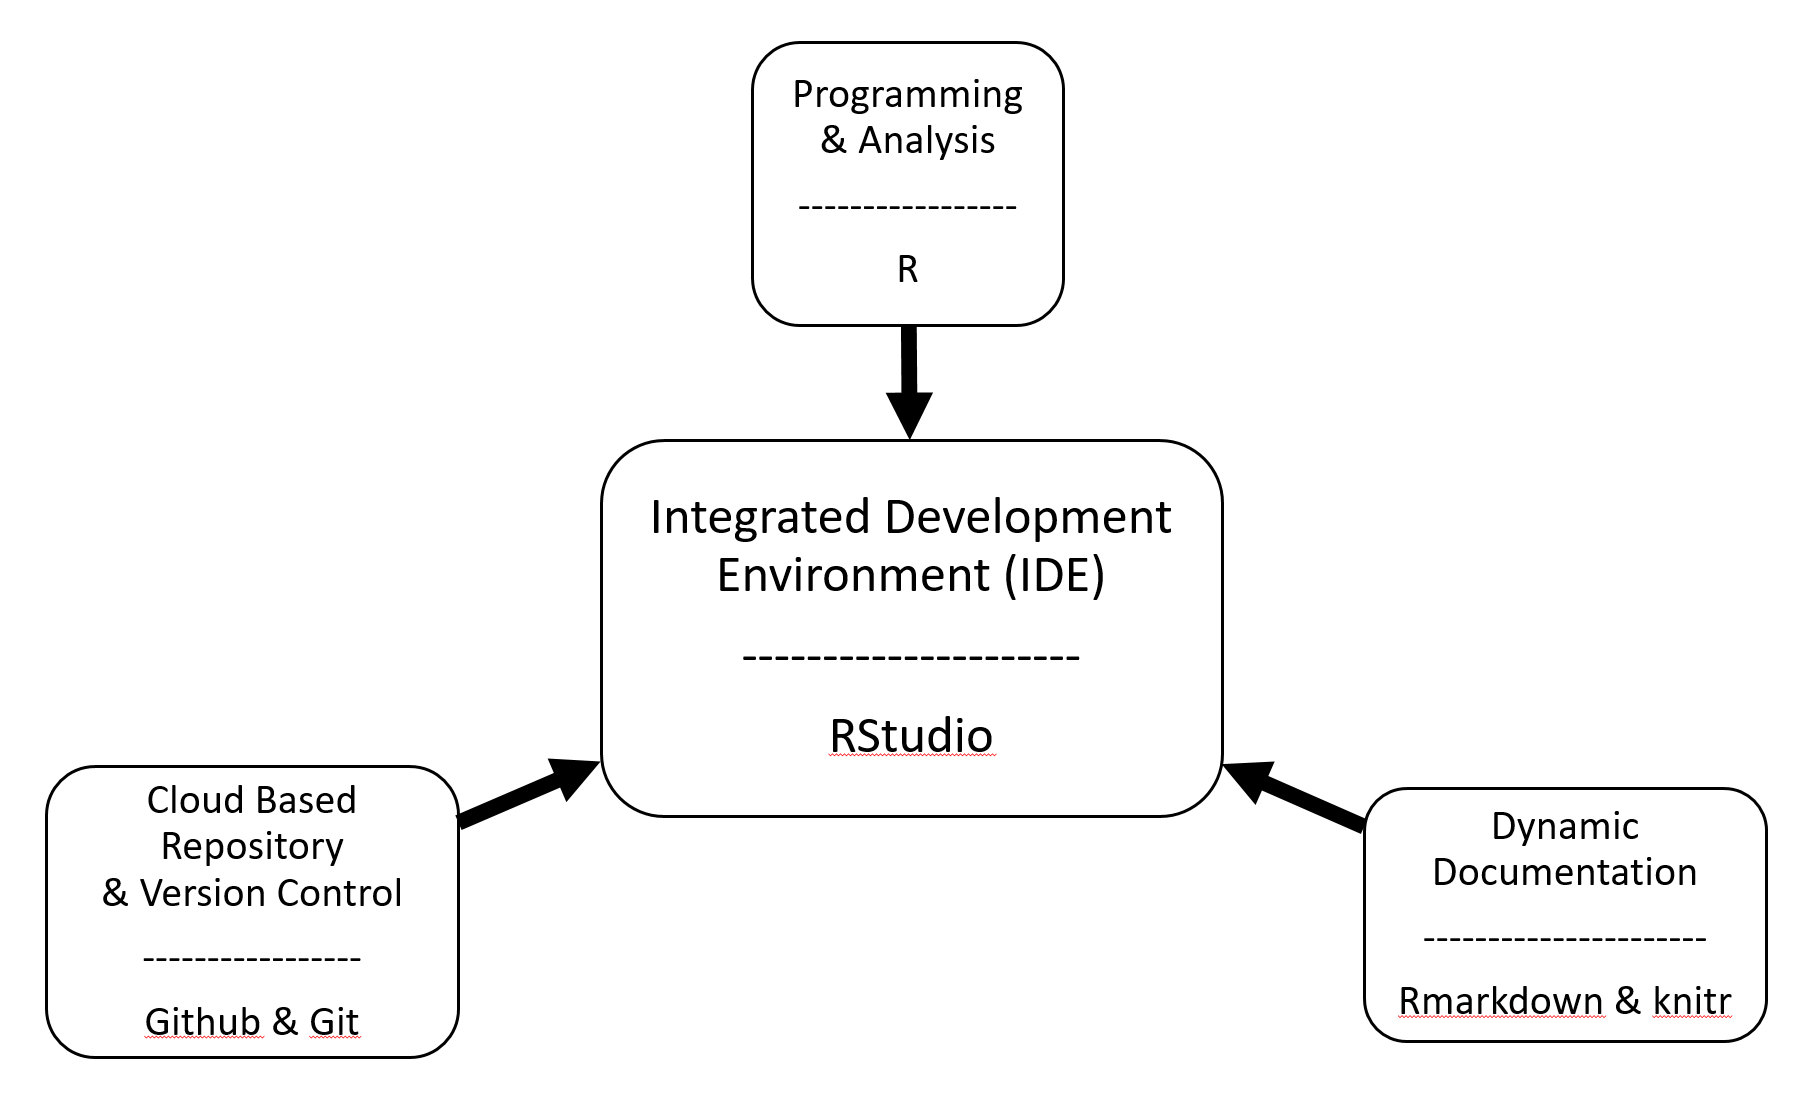 Programming
& Analysis
-----------------
R
Integrated Development
Environment (IDE)
---------------------
RStudio
Cloud Based
Repository
& Version Control
-----------------
Github & Git
Dynamic
Documentation
----------------------
Rmarkdown & knitr